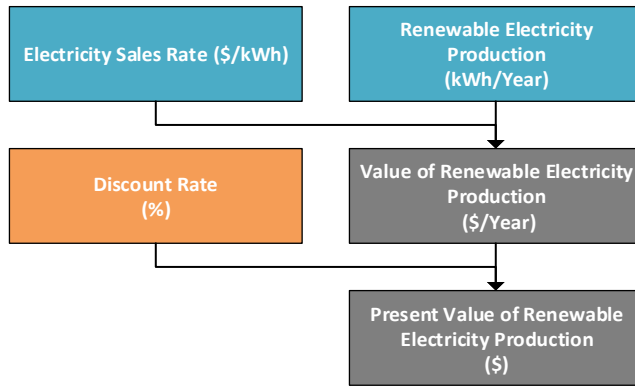 Electricity Sales Rate ($/kWh)
Renewable Electricity
Production
(kWh/Year)
Discount Rate
(%)
Value of Renewable Electricity
Production
($/Year)
Present Value of Renewable
Electricity Production
($)